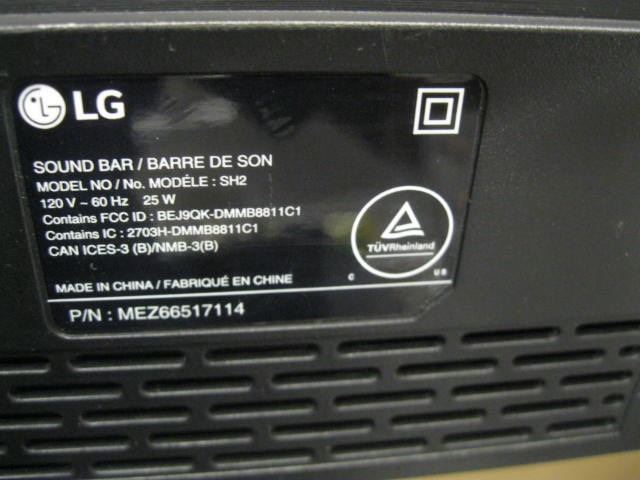 LG
SOUND BAR / BARRE DE SON
MODEL NO / No. MODÉLE : SH2
120 V ~ 60 Hz 25 W
Contains FCC ID : BEJ9QK-DMMB8811C1
Contains IC : 2703H-DMMB8811C1
CAN ICES-3 (B)/NMB-3(B)
TÜVRheinland
C US
MADE IN CHINA / FABRIQUÉ EN CHINE
P/N : MEZ66517114